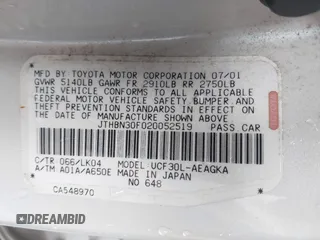 MFD BY TOYOTA MOTOR CORPORATION 07/01
GVWR 5140LB GAWR FR 2910LB RR 2750LB
THIS VEHICLE CONFORMS TO ALL APPLICABLE
FEDERAL MOTOR VEHICLE SAFETY, BUMPER, AND
THEFT PREVENTION STANDARDS IN EFFECT ON
THE DATE OF MANUFACTURE SHOWN ABOVE.
JTHBN30F020052519 PASS CAR
C/TR 066/LK04 MODEL UCF30L-AEAGKA
A/TM A01A/A650E MADE IN JAPAN
NO 648
CA548970
DRIVEDECIDED.COM